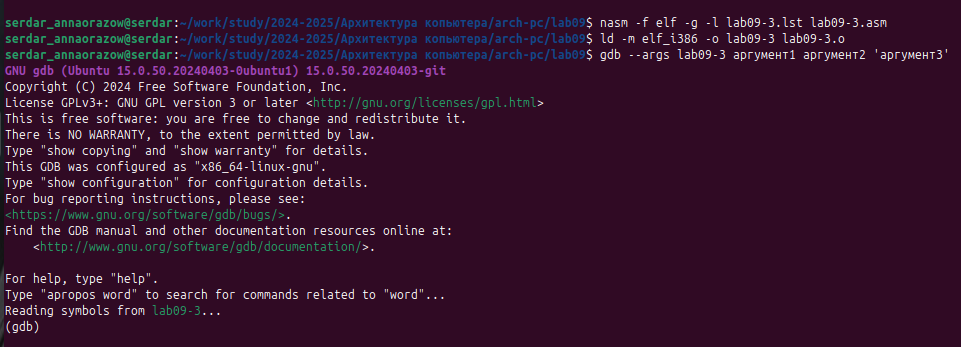 serdar_annaorazow@serdar:~/work/study/2024-2025/Архитектура копьютера/arch-pc/lab09$ nasm -f elf -g -l lab09-3.lst lab09-3.asm
serdar_annaorazow@serdar:~/work/study/2024-2025/Архитектура копьютера/arch-pc/lab09$ ld -m elf_i386 -o lab09-3 lab09-3.o
serdar_annaorazow@serdar:~/work/study/2024-2025/Архитектура копьютера/arch-pc/lab09$ gdb --args lab09-3 аргумент1 аргумент2 'аргумент3'
GNU gdb (Ubuntu 15.0.50.20240403-0ubuntu1) 15.0.50.20240403-git
Copyright (C) 2024 Free Software Foundation, Inc.
License GPLv3+: GNU GPL version 3 or later <http://gnu.org/licenses/gpl.html>
This is free software: you are free to change and redistribute it.
There is NO WARRANTY, to the extent permitted by law.
Type "show copying" and "show warranty" for details.
This GDB was configured as "x86_64-linux-gnu".
Type "show configuration" for configuration details.
For bug reporting instructions, please see:
<https://www.gnu.org/software/gdb/bugs/>.
Find the GDB manual and other documentation resources online at:
    <http://www.gnu.org/software/gdb/documentation/>.
For help, type "help".
Type "apropos word" to search for commands related to "word"...
Reading symbols from lab09-3...
(gdb)